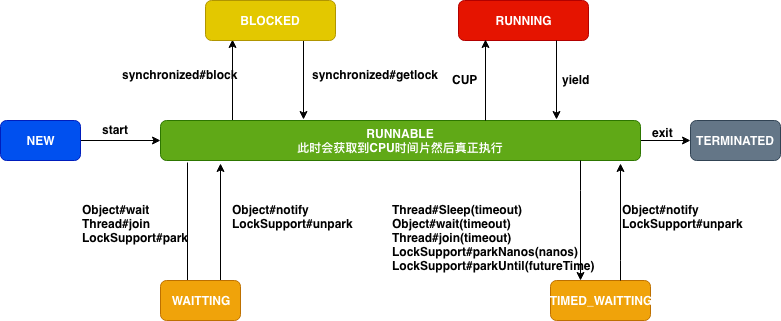 BLOCKED
RUNNING
synchronized#block
synchronized#getlock
CUP
yield
NEW
start
RUNNABLE
此时会获取到CPU时间片然后真正执行
exit
TERMINATED
Object#wait
Thread#join
LockSupport#park
Object#notify
LockSupport#unpark
Thread#Sleep(timeout)
Object#wait(timeout)
Thread#join(timeout)
LockSupport#parkNanos(nanos)
LockSupport#parkUntil(futureTime)
Object#notify
LockSupport#unpark
WAITTING
TIMED_WAITTING